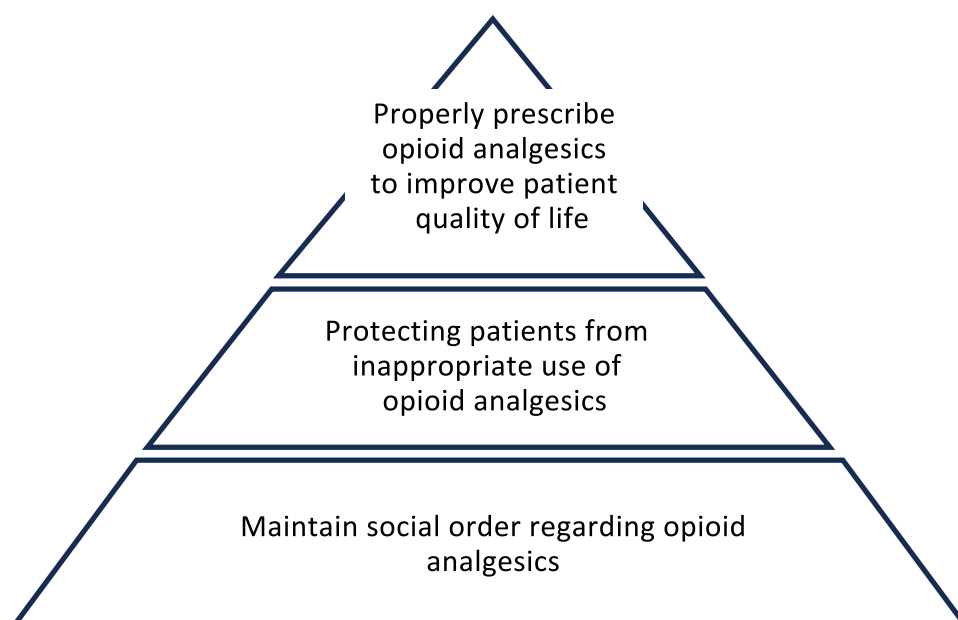 Properly prescribe
opioid analgesics
to improve patient
quality of life
Protecting patients from
inappropriate use of
opioid analgesics
Maintain social order regarding opioid
analgesics